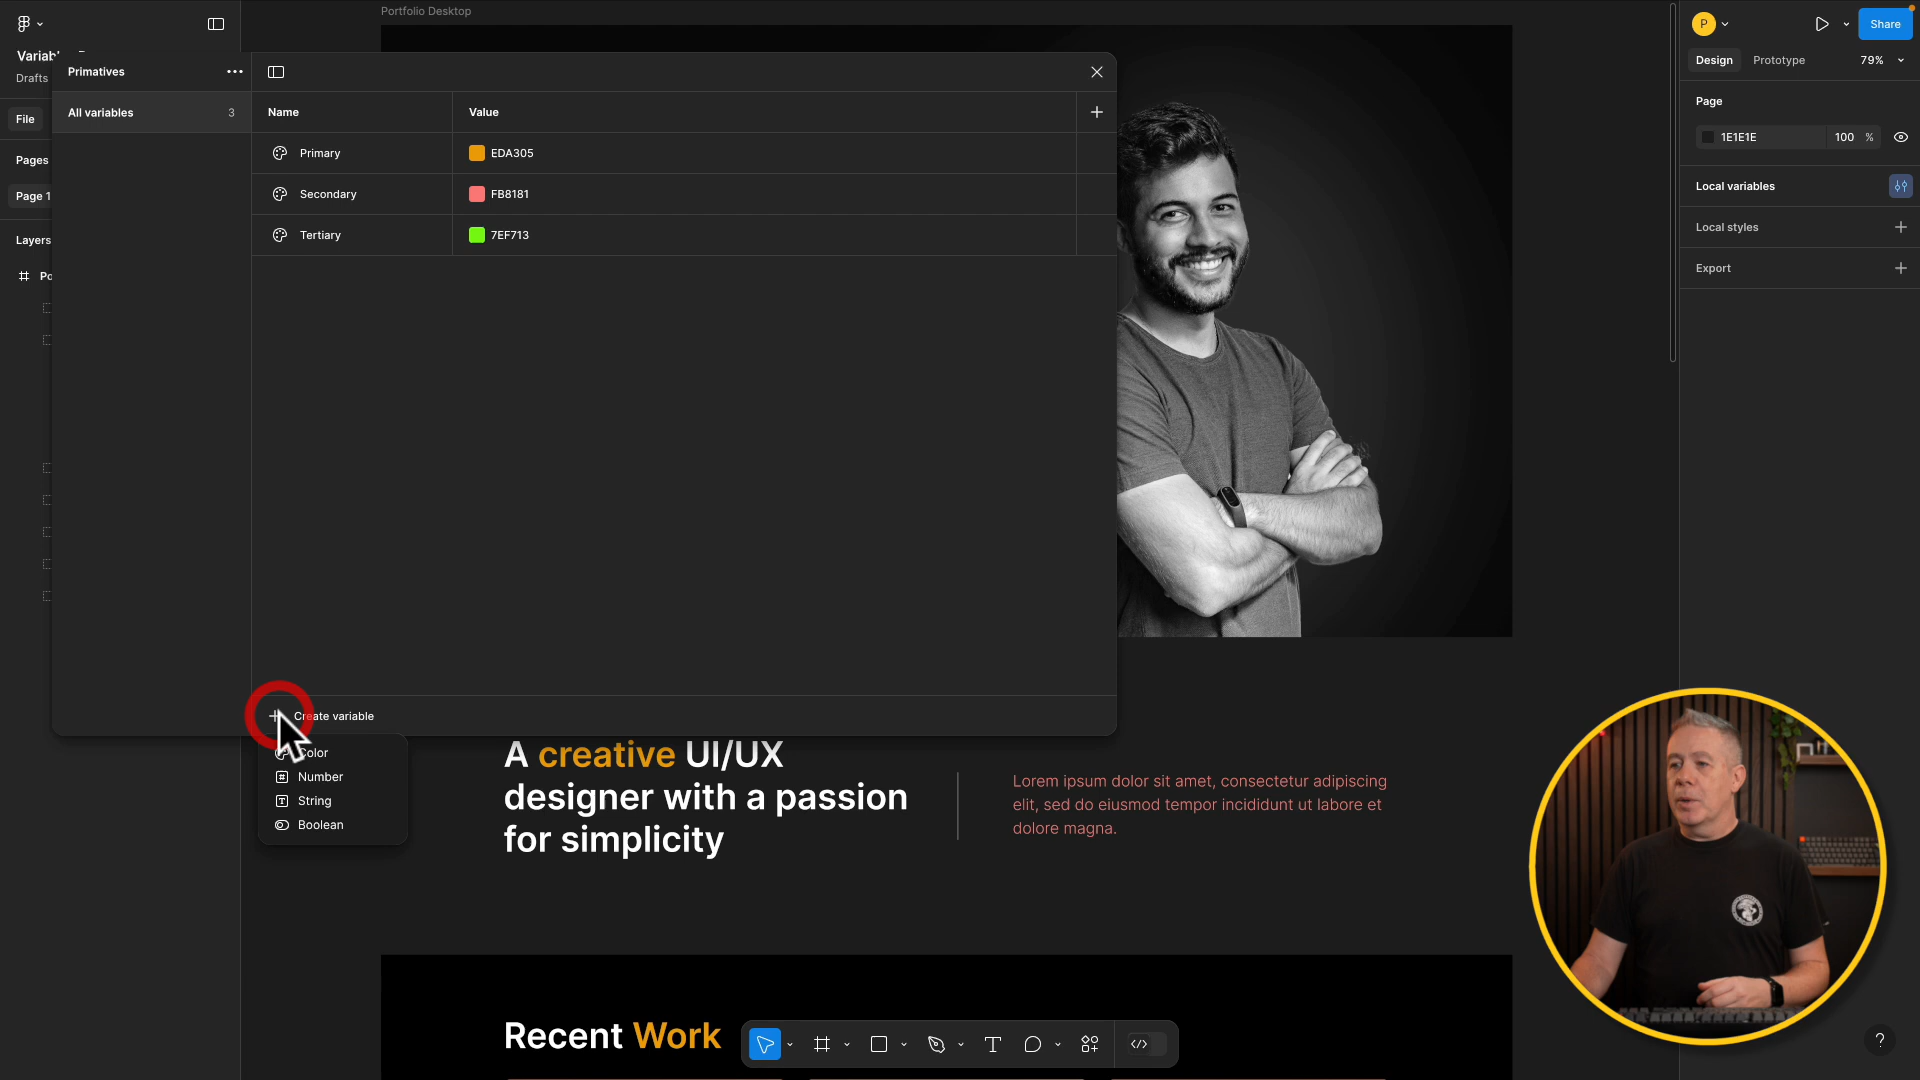 Portfolio Desktop
P
Share
Drafts
Primatives
Design
Prototype
79%
All variables
3
Name
Value
Page
File
1E1E1E
100
%
Pages
Primary
EDA305
Page 1
Secondary
FB8181
Local variables
Tertiary
7EF713
Local styles
Layers
Export
Create variable
Color
Number
String
Boolean
A creative UI/UX
designer with a passion
for simplicity
Lorem ipsum dolor sit amet, consectetur adipiscing
elit, sed do eiusmod tempor incididunt ut labore et
dolore magna.
Recent Work
?